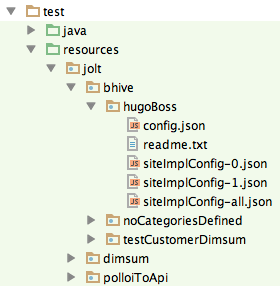 test
java
resources
jolt
bhive
hugoBoss
config.json
readme.txt
siteImplConfig-0.json
siteImplConfig-1.json
siteImplConfig-all.json
noCategoriesDefined
testCustomerDimsum
dimsum
polloiToApi